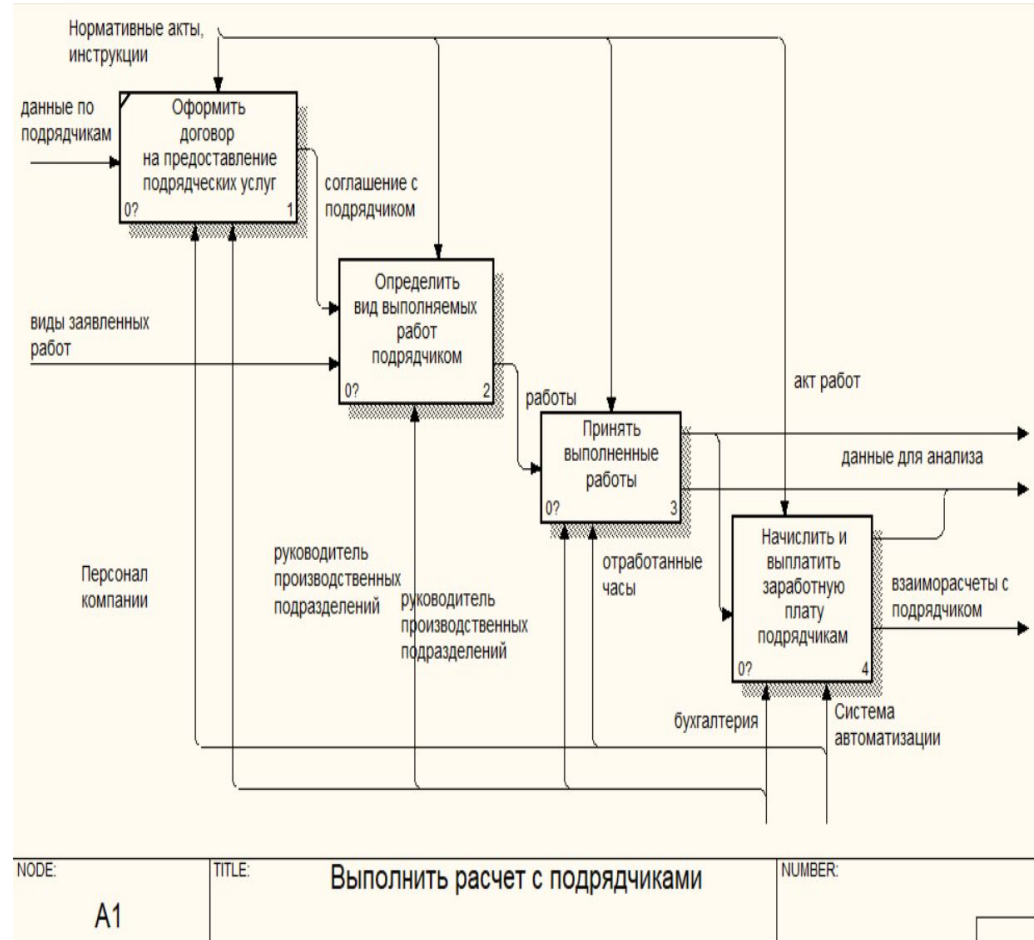 Нормативные акты,
инструкции
данные по
подрядчикам
Оформить
договор
на предоставление
подрядческих услуг
0?
1
соглашение с
подрядчиком
Определить
вид выполняемых
работ
подрядчиком
0?
2
виды заявленных
работ
работы
акт работ
Принять
выполненные
работы
0?
3
данные для анализа
Начислить и
выплатить
заработную
плату
подрядчикам
0?
4
взаиморасчеты с
подрядчиком
Персонал
компании
руководитель
производственных
подразделений
руководитель
производственных
подразделений
отработанные
часы
бухгалтерия
Система
автоматизации
NODE:
A1
TITLE:
Выполнить расчет с подрядчиками
NUMBER: